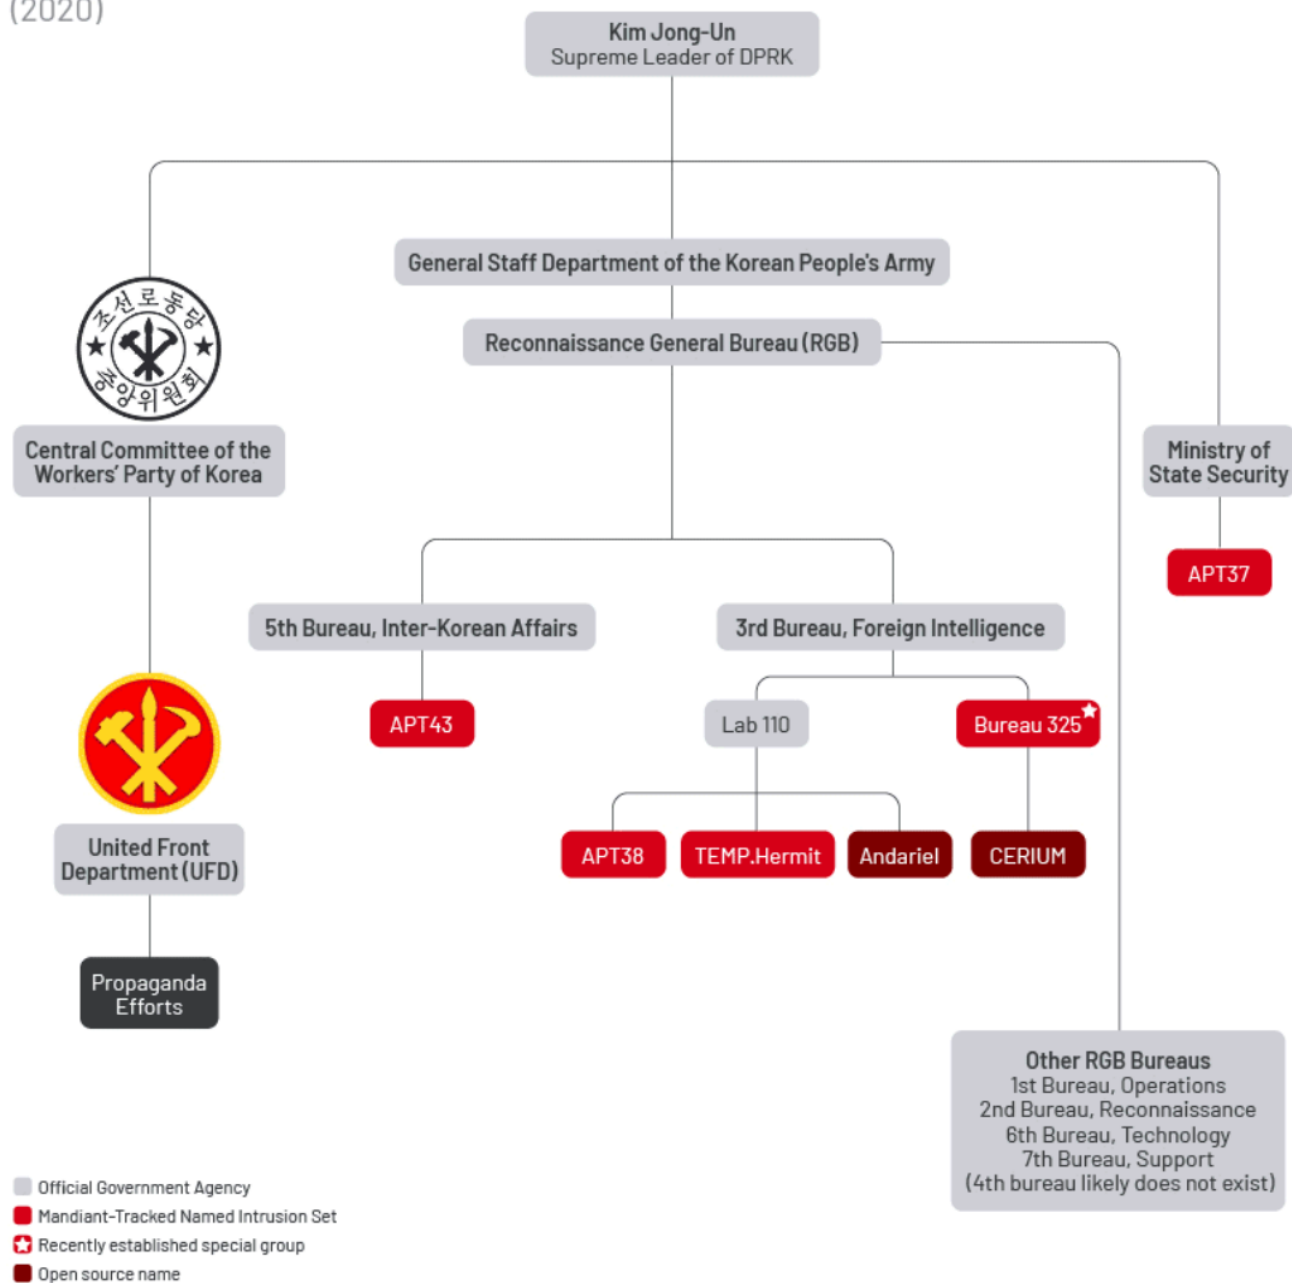 (2020)
Kim Jong-Un
Supreme Leader of DPRK
General Staff Department of the Korean People's Army
Reconnaissance General Bureau (RGB)
조선로동당
중앙위원회
Central Committee of the
Workers' Party of Korea
Ministry of
State Security
APT37
5th Bureau, Inter-Korean Affairs
3rd Bureau, Foreign Intelligence
APT43
Lab 110
Bureau 325
APT38
TEMP.Hermit
Andariel
CERIUM
United Front
Department (UFD)
Propaganda
Efforts
Other RGB Bureaus
1st Bureau, Operations
2nd Bureau, Reconnaissance
6th Bureau, Technology
7th Bureau, Support
(4th bureau likely does not exist)
Official Government Agency
Mandiant-Tracked Named Intrusion Set
Recently established special group
Open source name